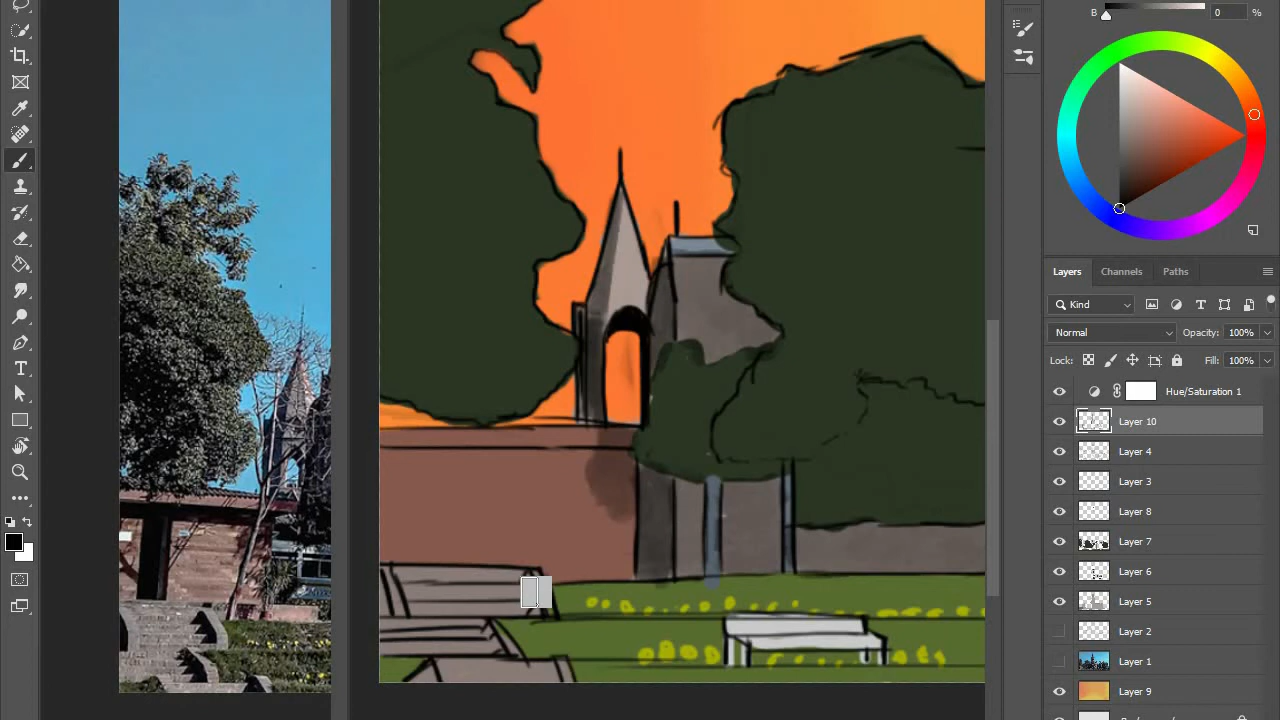 B 0 %
Layers Channels Paths
Kind
Normal Opacity: 100%
Lock: Fill: 100%
Hue/Saturation 1
Layer 10
Layer 4
Layer 3
Layer 8
Layer 7
Layer 6
Layer 5
Layer 2
Layer 1
Layer 9